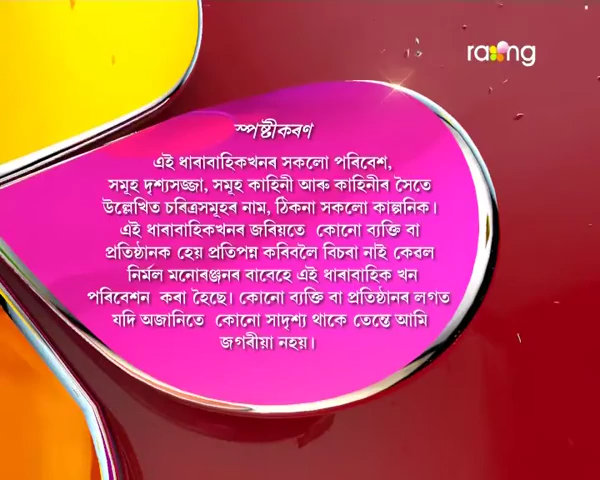 rang
স্পষ্টীকৰণ
এই ধাৰাবাহিকখনৰ সকলো পৰিবেশ,
সমূহ দৃশ্যসজ্জা, সমূহ কাহিনী আৰু কাহিনীৰ সৈতে
উল্লেখিত চৰিত্ৰসমূহৰ নাম, ঠিকনা সকলো কাল্পনিক।
এই ধাৰাবাহিকখনৰ জৰিয়তে কোনো ব্যক্তি বা
প্ৰতিষ্ঠানক হেয় প্ৰতিপন্ন কৰিবলৈ বিচৰা নাই কেৱল
নিৰ্মল মনোৰঞ্জনৰ বাবেহে এই ধাৰাবাহিক খন
পৰিবেশন কৰা হৈছে। কোনো ব্যক্তি বা প্ৰতিষ্ঠানৰ লগত
যদি অজানিতে কোনো সাদৃশ্য থাকে তেন্তে আমি
জগৰীয়া নহয়।